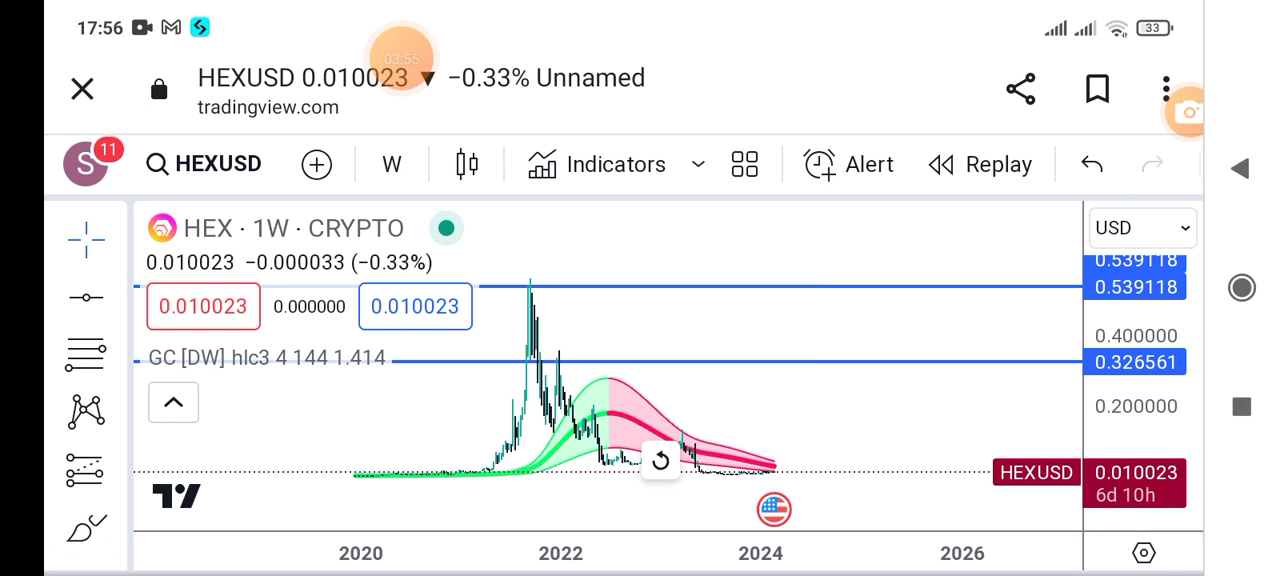 17:56
33
03:55
HEXUSD 0.010023 ▼ −0.33% Unnamed
tradingview.com
S 11 HEXUSD W Indicators Alert Replay
HEX · 1W · CRYPTO
USD
0.010023 −0.000033 (−0.33%)
0.539118
0.539118
0.010023 0.000000 0.010023
0.400000
GC [DW] hlc3 4 144 1.414
0.326561
0.200000
HEXUSD 0.010023
6d 10h
2020 2022 2024 2026